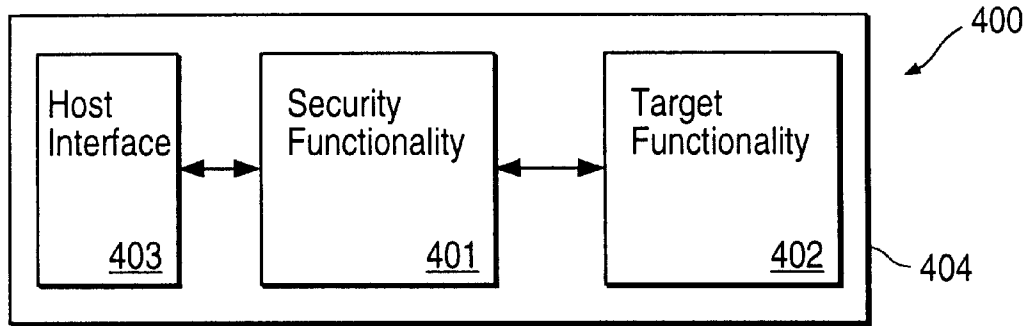 400
Host
Interface
403
Security
Functionality
401
Target
Functionality
402
404